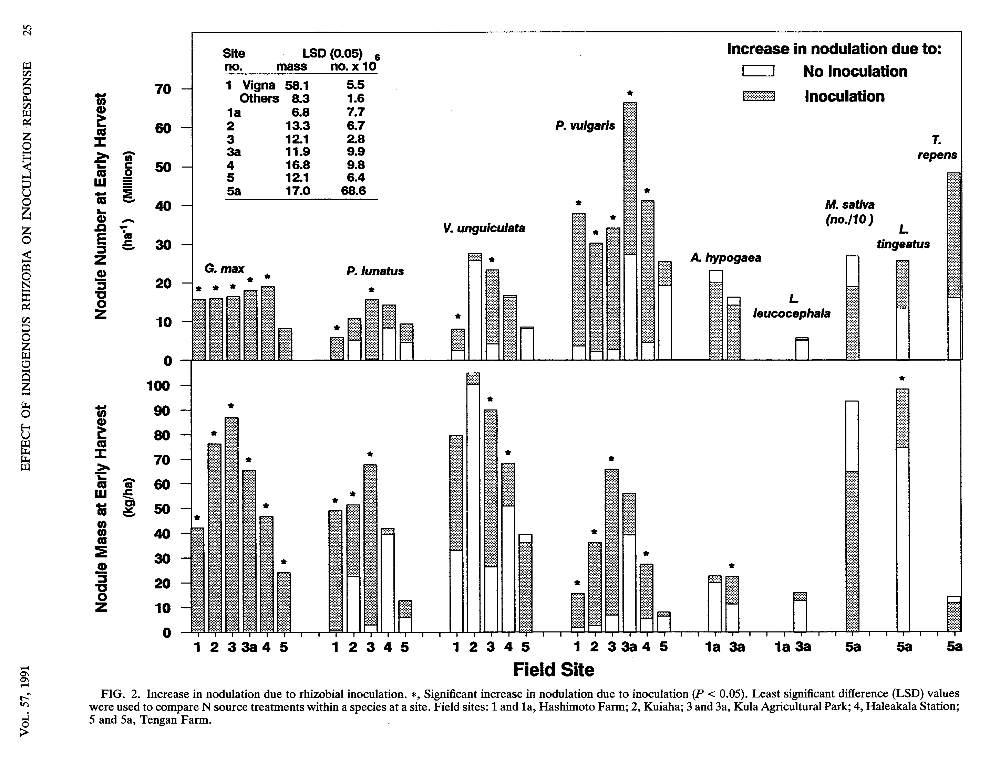 EFFECT OF INDIGENOUS RHIZOBIA ON INOCULATION RESPONSE 25
VOL. 57, 1991
Site LSD (0.05)
no. mass no. x 10⁶
1 Vigna 58.1 5.5
Others 8.3 1.6
1a 6.8 7.7
2 13.3 6.7
3 12.1 2.8
3a 11.9 9.9
4 16.8 9.8
5 12.1 6.4
5a 17.0 68.6
Increase in nodulation due to:
No Inoculation
Inoculation
Nodule Number at Early Harvest
(ha⁻¹) (Millions)
70
60
50
40
30
20
10
0
G. max
P. lunatus
V. unguiculata
P. vulgaris
A. hypogaea
L.
leucocephala
M. sativa
(no./10 )
L.
tingeatus
T.
repens
* * * * *
* *
* *
* * * * *
Nodule Mass at Early Harvest
(kg/ha)
100
90
80
70
60
50
40
30
20
10
0
* * * * * *
* * *
* *
* * * *
*
*
1 2 3 3a 4 5 1 2 3 4 5 1 2 3 4 5 1 2 3 3a 4 5 1a 3a 1a 3a 5a 5a 5a
Field Site
FIG. 2. Increase in nodulation due to rhizobial inoculation. *, Significant increase in nodulation due to inoculation (P < 0.05). Least significant difference (LSD) values
were used to compare N source treatments within a species at a site. Field sites: 1 and 1a, Hashimoto Farm; 2, Kuiaha; 3 and 3a, Kula Agricultural Park; 4, Haleakala Station;
5 and 5a, Tengan Farm.